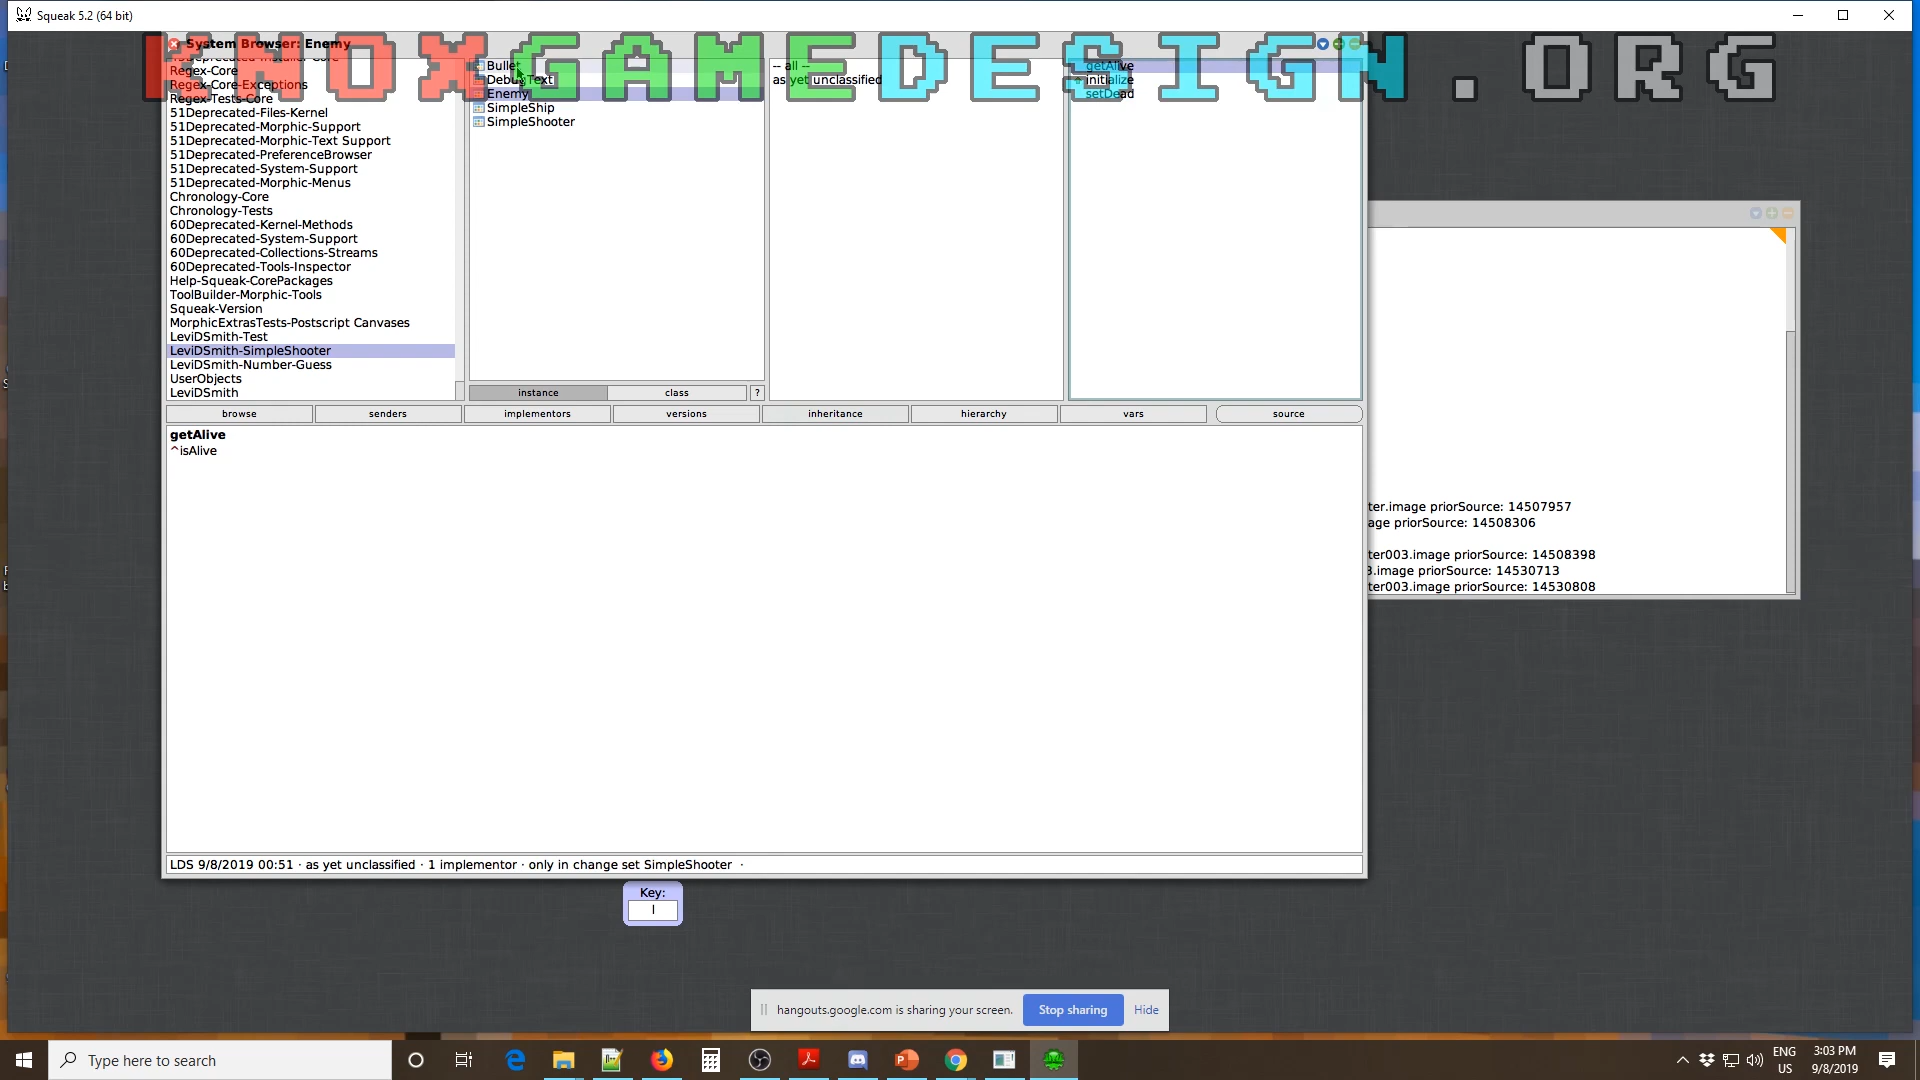 Squeak 5.2 (64 bit)
KNOXGAMEDESIGN.ORG
System Browser: Enemy
45Deprecated-Installer-Core
Regex-Core
Regex-Core-Exceptions
Regex-Tests-Core
51Deprecated-Files-Kernel
51Deprecated-Morphic-Support
51Deprecated-Morphic-Text Support
51Deprecated-PreferenceBrowser
51Deprecated-System-Support
51Deprecated-Morphic-Menus
Chronology-Core
Chronology-Tests
60Deprecated-Kernel-Methods
60Deprecated-System-Support
60Deprecated-Collections-Streams
60Deprecated-Tools-Inspector
Help-Squeak-CorePackages
ToolBuilder-Morphic-Tools
Squeak-Version
MorphicExtrasTests-Postscript Canvases
LeviDSmith-Test
LeviDSmith-SimpleShooter
LeviDSmith-Number-Guess
UserObjects
LeviDSmith
Bullet
DebugText
Enemy
SimpleShip
SimpleShooter
instance
class
?
-- all --
as yet unclassified
getAlive
initialize
setDead
browse
senders
implementors
versions
inheritance
hierarchy
vars
source
getAlive
^isAlive
LDS 9/8/2019 00:51 · as yet unclassified · 1 implementor · only in change set SimpleShooter ·
ter.image priorSource: 14507957
age priorSource: 14508306
ter003.image priorSource: 14508398
3.image priorSource: 14530713
ter003.image priorSource: 14530808
Key:
l
hangouts.google.com is sharing your screen.
Stop sharing
Hide
Type here to search
ENG
US
3:03 PM
9/8/2019